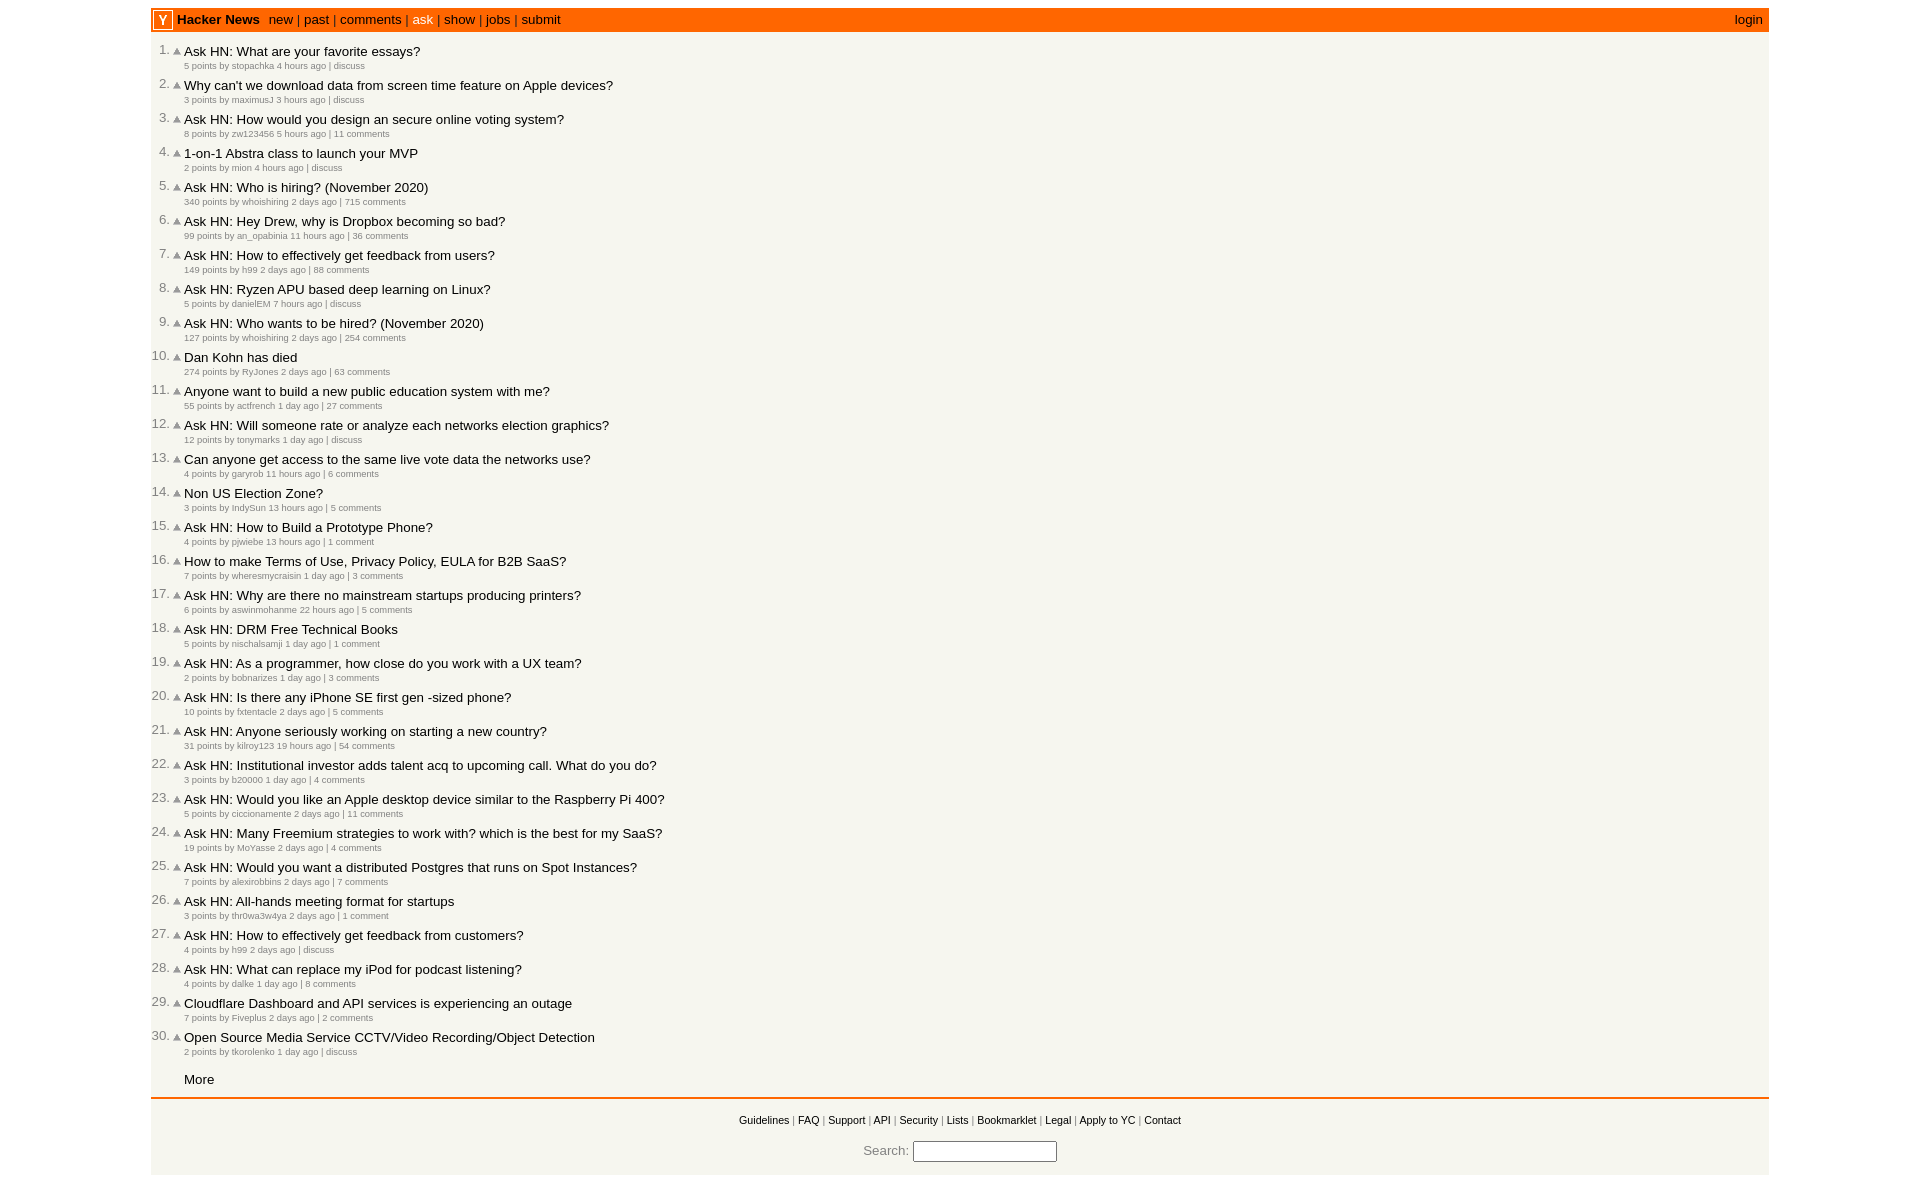 Y Hacker News new | past | comments | ask | show | jobs | submit login
1. Ask HN: What are your favorite essays?
5 points by stopachka 4 hours ago | discuss
2. Why can't we download data from screen time feature on Apple devices?
3 points by maximusJ 3 hours ago | discuss
3. Ask HN: How would you design an secure online voting system?
8 points by zw123456 5 hours ago | 11 comments
4. 1-on-1 Abstra class to launch your MVP
2 points by mion 4 hours ago | discuss
5. Ask HN: Who is hiring? (November 2020)
340 points by whoishiring 2 days ago | 715 comments
6. Ask HN: Hey Drew, why is Dropbox becoming so bad?
99 points by an_opabinia 11 hours ago | 36 comments
7. Ask HN: How to effectively get feedback from users?
149 points by h99 2 days ago | 88 comments
8. Ask HN: Ryzen APU based deep learning on Linux?
5 points by danielEM 7 hours ago | discuss
9. Ask HN: Who wants to be hired? (November 2020)
127 points by whoishiring 2 days ago | 254 comments
10. Dan Kohn has died
274 points by RyJones 2 days ago | 63 comments
11. Anyone want to build a new public education system with me?
55 points by actfrench 1 day ago | 27 comments
12. Ask HN: Will someone rate or analyze each networks election graphics?
12 points by tonymarks 1 day ago | discuss
13. Can anyone get access to the same live vote data the networks use?
4 points by garyrob 11 hours ago | 6 comments
14. Non US Election Zone?
3 points by IndySun 13 hours ago | 5 comments
15. Ask HN: How to Build a Prototype Phone?
4 points by pjwiebe 13 hours ago | 1 comment
16. How to make Terms of Use, Privacy Policy, EULA for B2B SaaS?
7 points by wheresmycraisin 1 day ago | 3 comments
17. Ask HN: Why are there no mainstream startups producing printers?
6 points by aswinmohanme 22 hours ago | 5 comments
18. Ask HN: DRM Free Technical Books
5 points by nischalsamji 1 day ago | 1 comment
19. Ask HN: As a programmer, how close do you work with a UX team?
2 points by bobnarizes 1 day ago | 3 comments
20. Ask HN: Is there any iPhone SE first gen -sized phone?
10 points by fxtentacle 2 days ago | 5 comments
21. Ask HN: Anyone seriously working on starting a new country?
31 points by kilroy123 19 hours ago | 54 comments
22. Ask HN: Institutional investor adds talent acq to upcoming call. What do you do?
3 points by b20000 1 day ago | 4 comments
23. Ask HN: Would you like an Apple desktop device similar to the Raspberry Pi 400?
5 points by ciccionamente 2 days ago | 11 comments
24. Ask HN: Many Freemium strategies to work with? which is the best for my SaaS?
19 points by MoYasse 2 days ago | 4 comments
25. Ask HN: Would you want a distributed Postgres that runs on Spot Instances?
7 points by alexirobbins 2 days ago | 7 comments
26. Ask HN: All-hands meeting format for startups
3 points by thr0wa3w4ya 2 days ago | 1 comment
27. Ask HN: How to effectively get feedback from customers?
4 points by h99 2 days ago | discuss
28. Ask HN: What can replace my iPod for podcast listening?
4 points by dalke 1 day ago | 8 comments
29. Cloudflare Dashboard and API services is experiencing an outage
7 points by Fiveplus 2 days ago | 2 comments
30. Open Source Media Service CCTV/Video Recording/Object Detection
2 points by tkorolenko 1 day ago | discuss
More
Guidelines | FAQ | Support | API | Security | Lists | Bookmarklet | Legal | Apply to YC | Contact
Search: